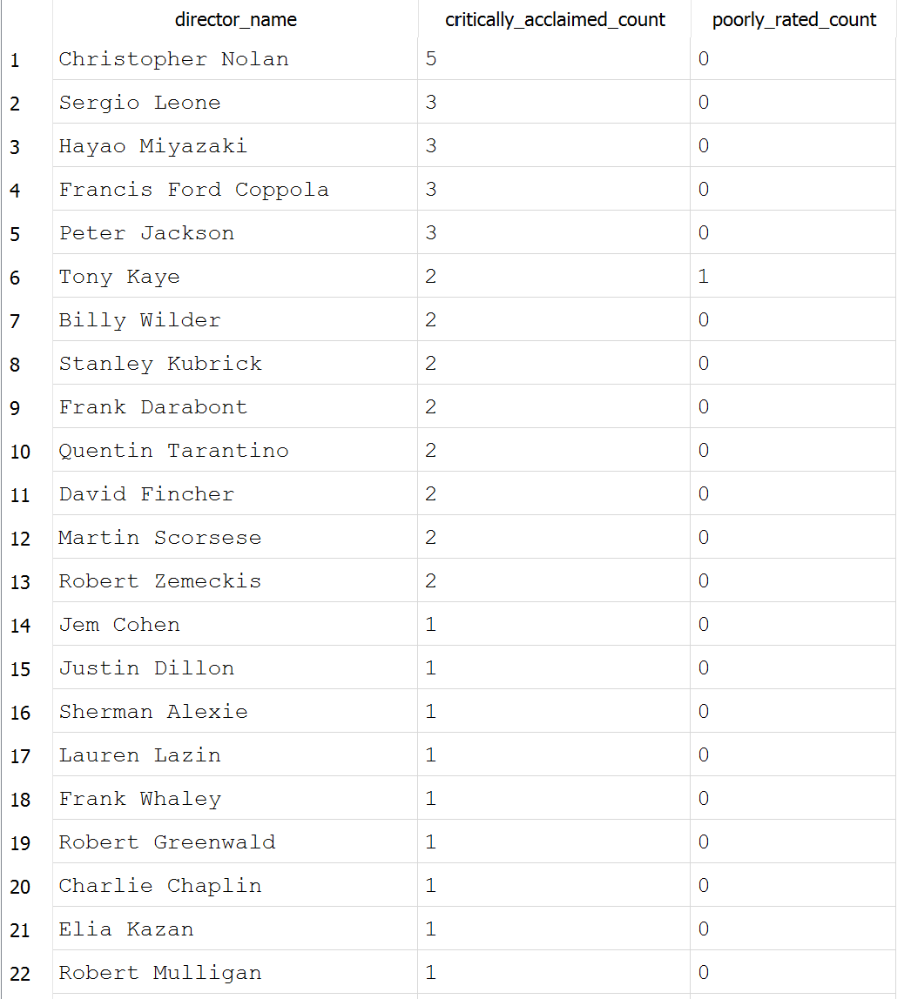 director_name critically_acclaimed_count poorly_rated_count
1 Christopher Nolan 5 0
2 Sergio Leone 3 0
3 Hayao Miyazaki 3 0
4 Francis Ford Coppola 3 0
5 Peter Jackson 3 0
6 Tony Kaye 2 1
7 Billy Wilder 2 0
8 Stanley Kubrick 2 0
9 Frank Darabont 2 0
10 Quentin Tarantino 2 0
11 David Fincher 2 0
12 Martin Scorsese 2 0
13 Robert Zemeckis 2 0
14 Jem Cohen 1 0
15 Justin Dillon 1 0
16 Sherman Alexie 1 0
17 Lauren Lazin 1 0
18 Frank Whaley 1 0
19 Robert Greenwald 1 0
20 Charlie Chaplin 1 0
21 Elia Kazan 1 0
22 Robert Mulligan 1 0